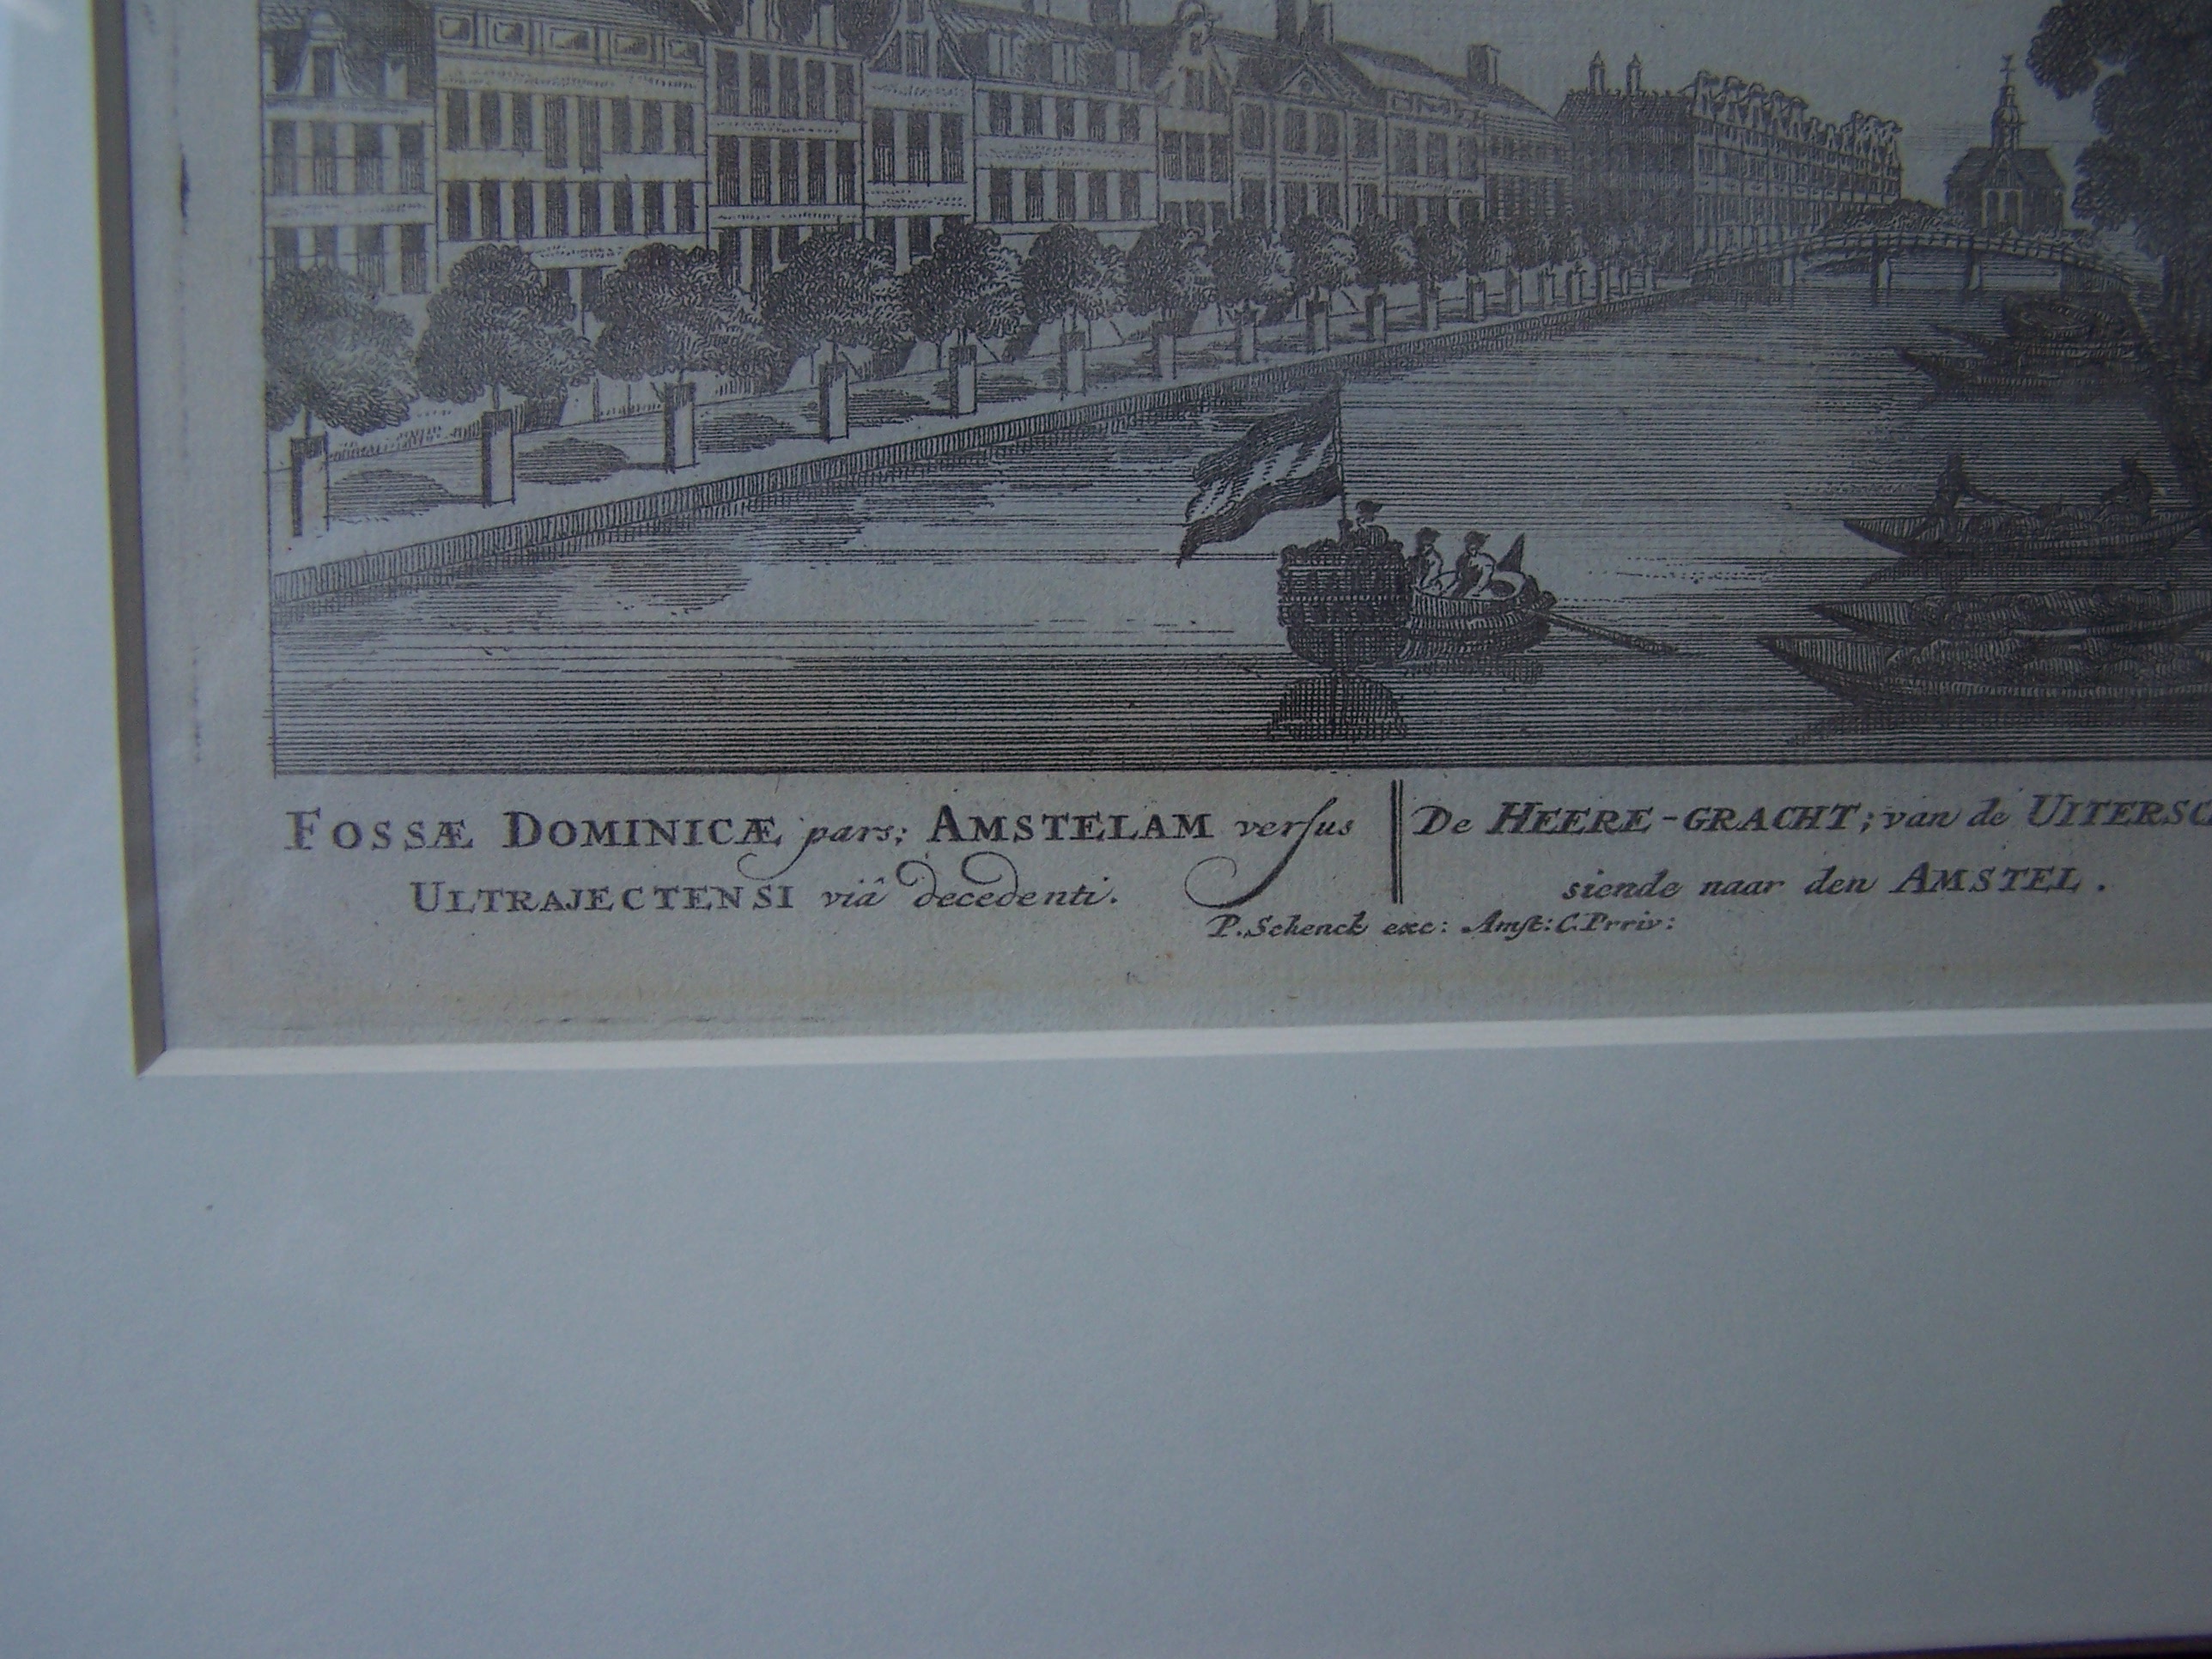 FOSSÆ DOMINICÆ pars; AMSTELAM versus
ULTRAJECTENSI viâ decedenti.
De HEERE-GRACHT; van de
siende naar den AMSTEL.
P. Schenck exc: Amst: C. Prriv: